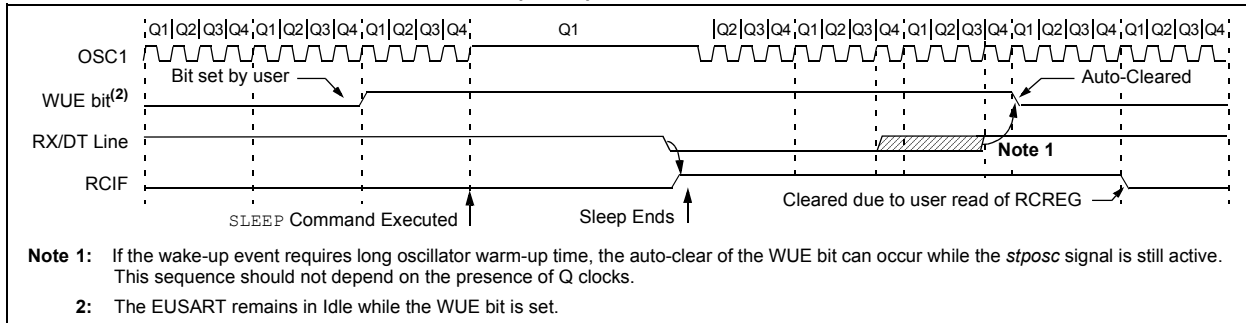 Q1 Q2 Q3 Q4 Q1 Q2 Q3 Q4 Q1 Q2 Q3 Q4 Q1 Q2 Q3 Q4 Q1 Q2 Q3 Q4 Q1 Q2 Q3 Q4 Q1 Q2 Q3 Q4 Q1 Q2 Q3 Q4
OSC1
Bit set by user
Auto-Cleared
WUE bit(2)
RX/DT Line
Note 1
RCIF
Cleared due to user read of RCREG
SLEEP Command Executed
Sleep Ends
Note 1: If the wake-up event requires long oscillator warm-up time, the auto-clear of the WUE bit can occur while the stposc signal is still active.
This sequence should not depend on the presence of Q clocks.
2: The EUSART remains in Idle while the WUE bit is set.